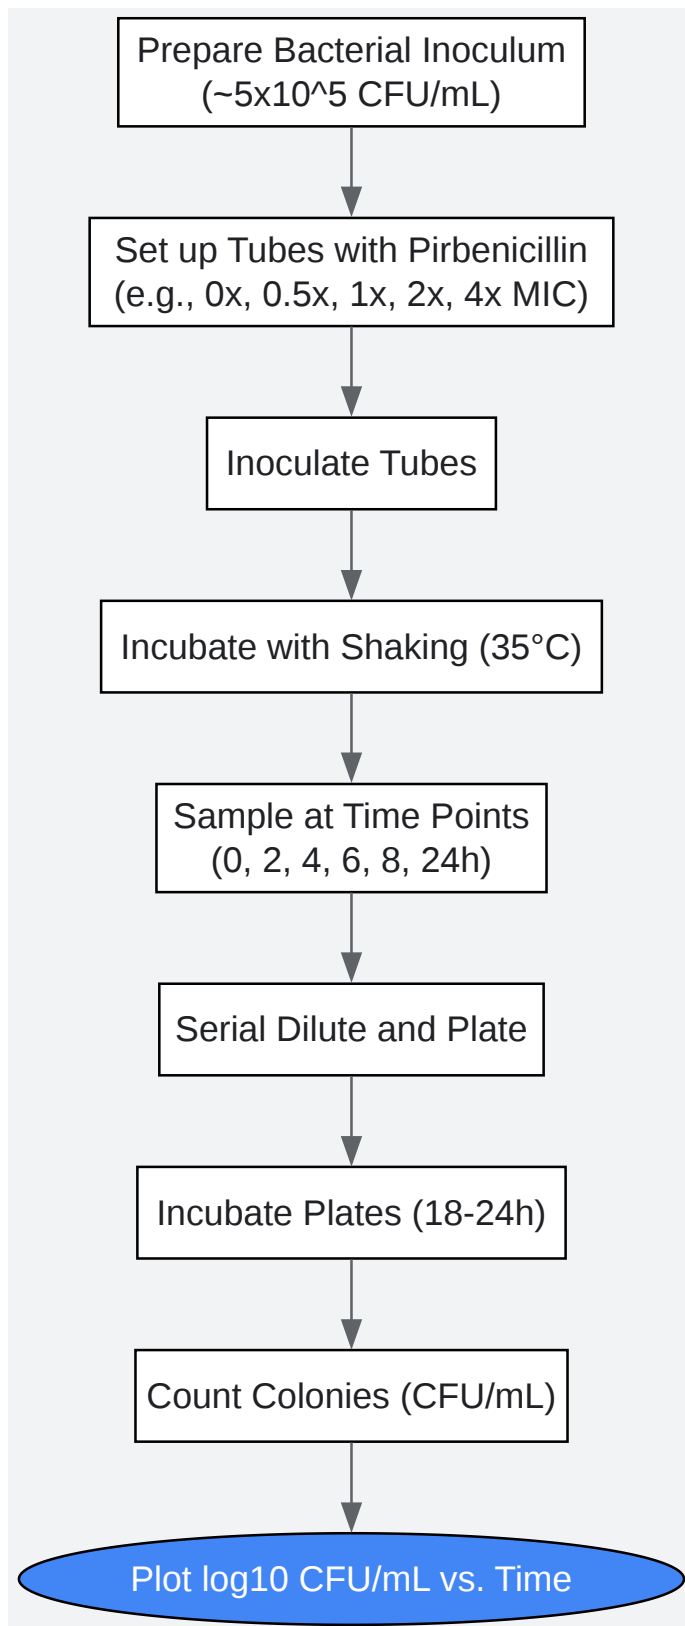 Prepare Bacterial Inoculum
(~5x10^5 CFU/mL)
Set up Tubes with Pirbenicillin
(e.g., 0x, 0.5x, 1x, 2x, 4x MIC)
Inoculate Tubes
Incubate with Shaking (35°C)
Sample at Time Points
(0, 2, 4, 6, 8, 24h)
Serial Dilute and Plate
Incubate Plates (18-24h)
Count Colonies (CFU/mL)
Plot log10 CFU/mL vs. Time